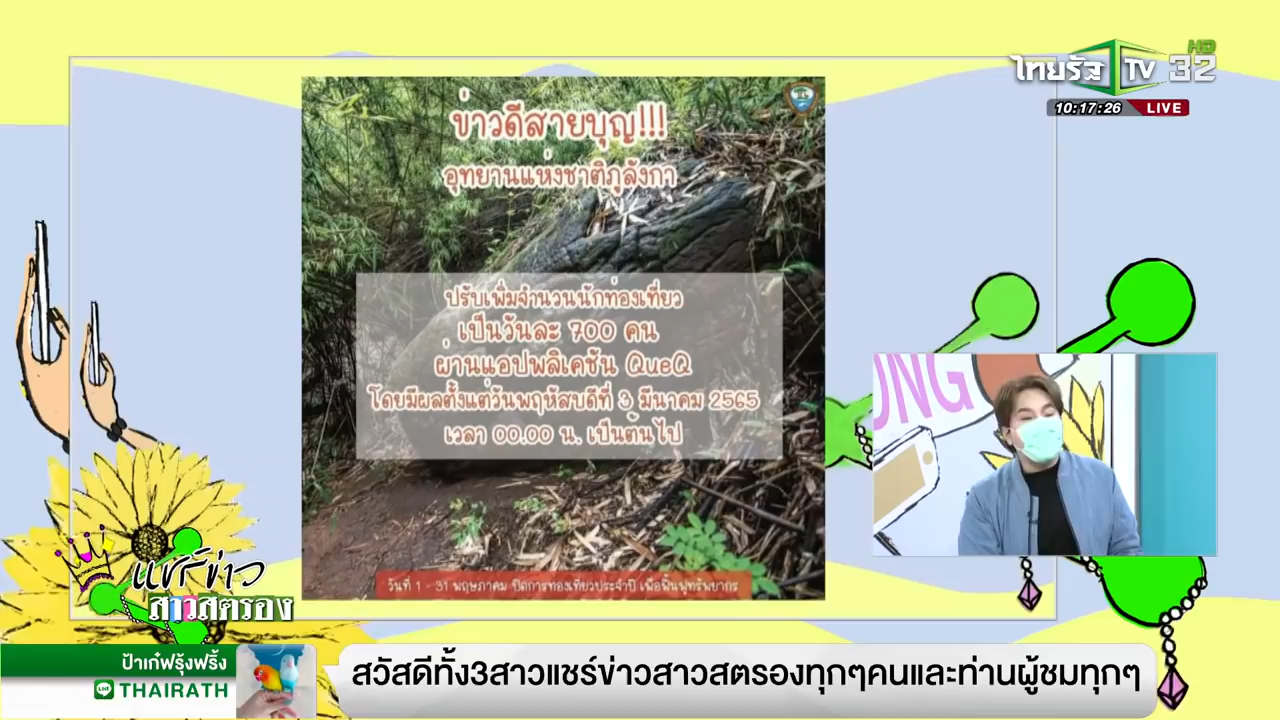 ไทยรัฐ TV 32 HD
10:17:26 LIVE
ข่าวดีสายบุญ!!!
อุทยานแห่งชาติภูลังกา
ปรับเพิ่มจำนวนนักท่องเที่ยว
เป็นวันละ 700 คน
ผ่านแอปพลิเคชัน QueQ
โดยมีผลตั้งแต่วันพฤหัสบดีที่ 3 มีนาคม 2565
เวลา 00.00 น. เป็นต้นไป
วันที่ 1 - 31 พฤษภาคม ปิดการท่องเที่ยวประจำปี เพื่อฟื้นฟูทรัพยากร
ONG
แชร์ข่าว
สาวสตรอง
ป้าเก๋ฟรุ้งฟริ้ง
LINE THAIRATH
สวัสดีทั้ง3สาวแชร์ข่าวสาวสตรองทุกๆคนและท่านผู้ชมทุกๆ